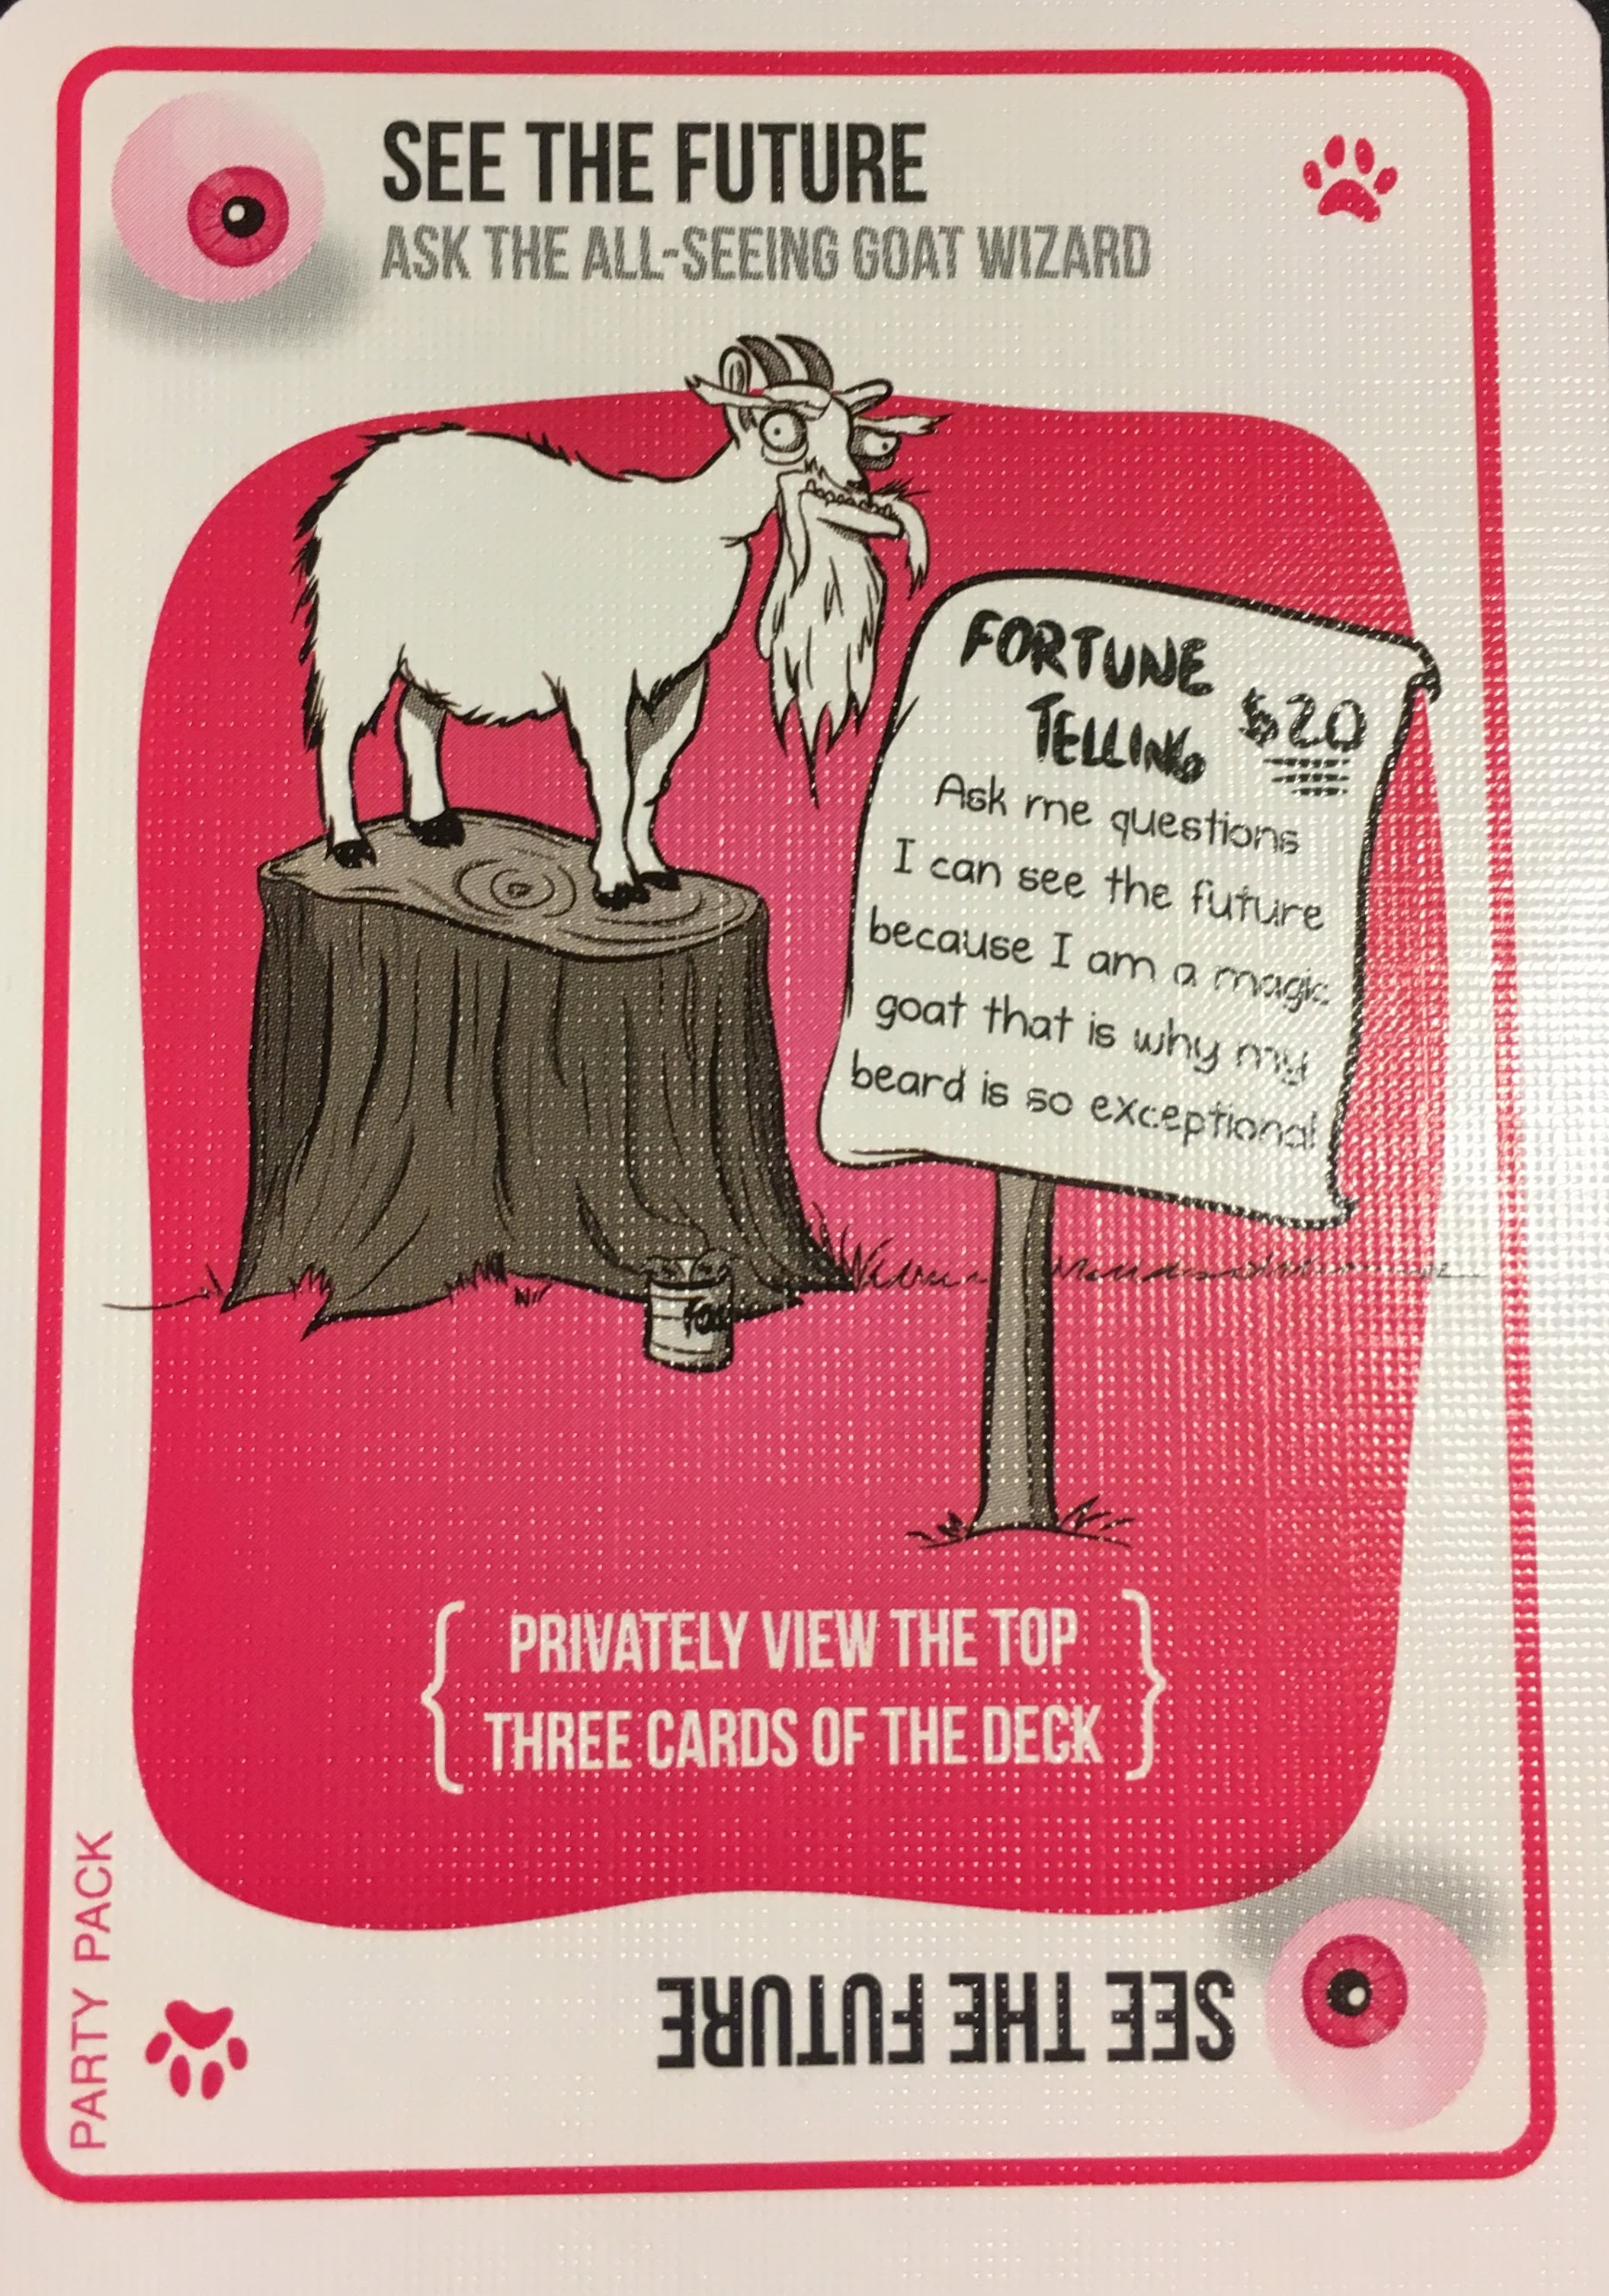 SEE THE FUTURE
ASK THE ALL-SEEING GOAT WIZARD
FORTUNE
TELLING $20
Ask me questions
I can see the future
because I am a magic
goat that is why my
beard is so exceptional
PRIVATELY VIEW THE TOP
THREE CARDS OF THE DECK
PARTY PACK
SEE THE FUTURE